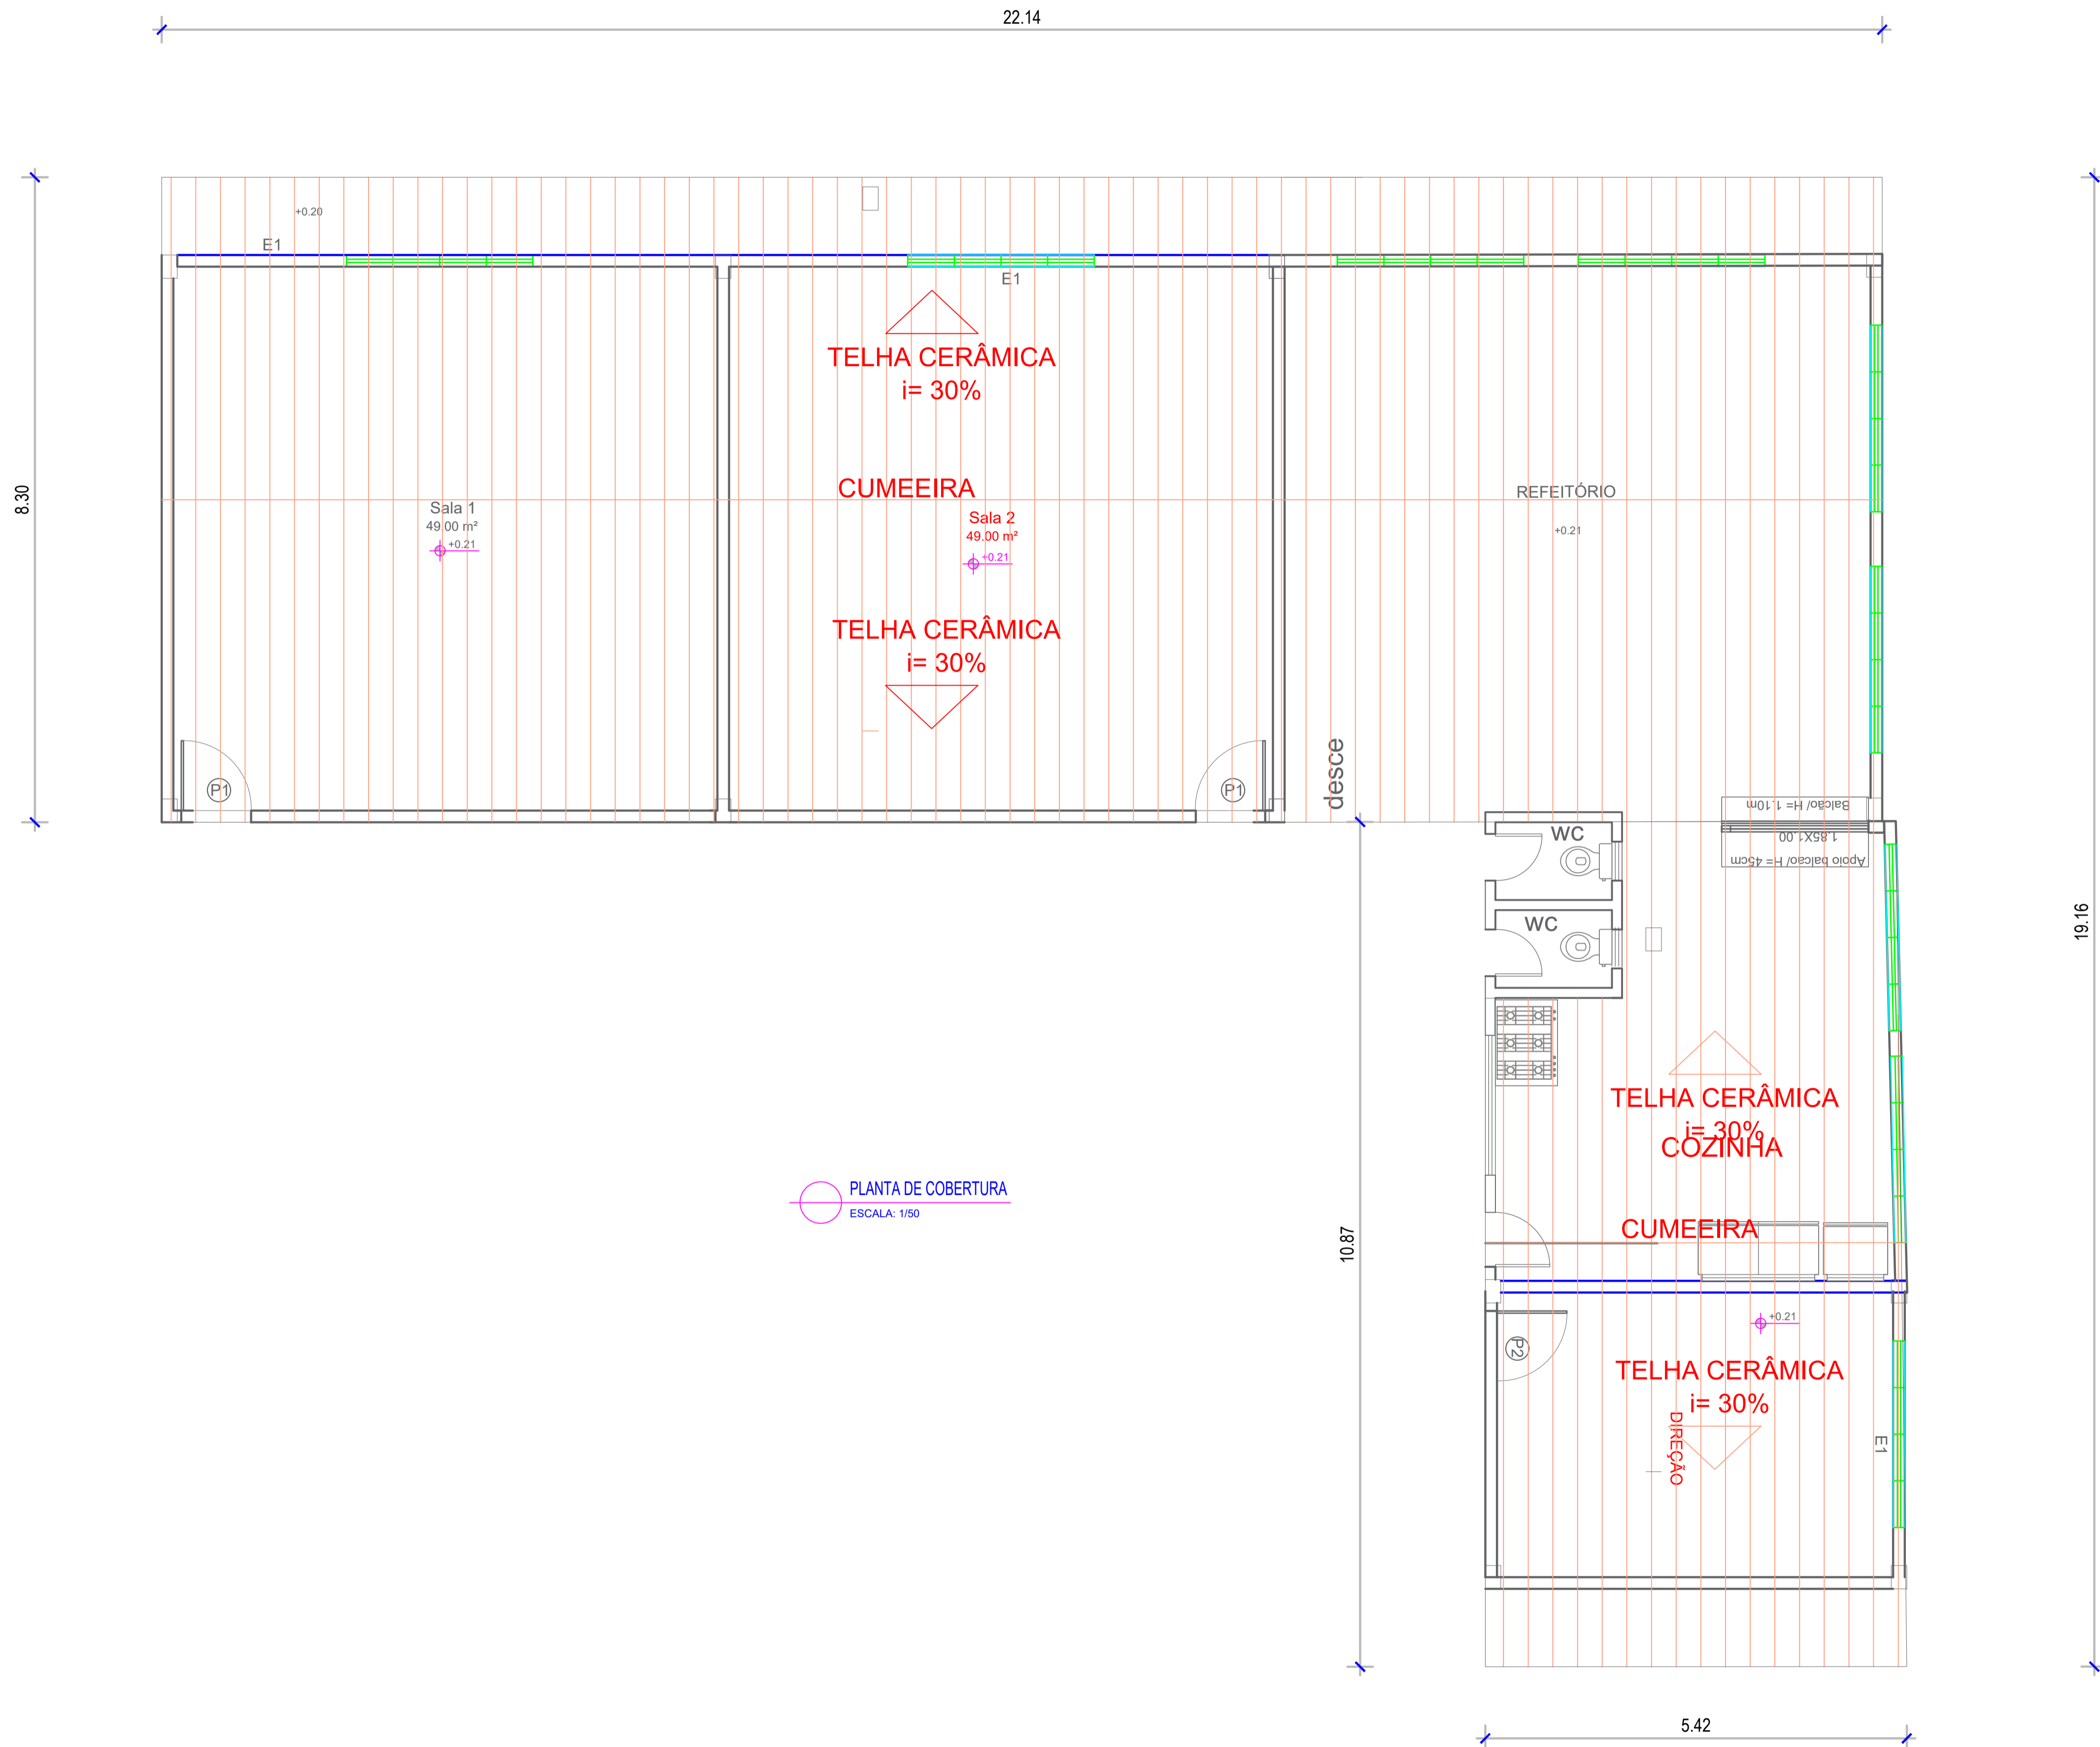 22.14
+0.20
E1
E1
TELHA CERÂMICA
i= 30%
8.30
CUMEEIRA
Sala 1
49.00 m²
+0.21
Sala 2
49.00 m²
+0.21
REFEITÓRIO
+0.21
TELHA CERÂMICA
i= 30%
desce
P1
P1
Balcão/ H= 1.10m
1.85X1.00
Apoio balcao/ H= 45cm
WC
WC
19.16
TELHA CERÂMICA
i= 30%
COZINHA
PLANTA DE COBERTURA
ESCALA: 1/50
10.87
CUMEEIRA
+0.21
P2
TELHA CERÂMICA
i= 30%
DIREÇÃO
E1
5.42